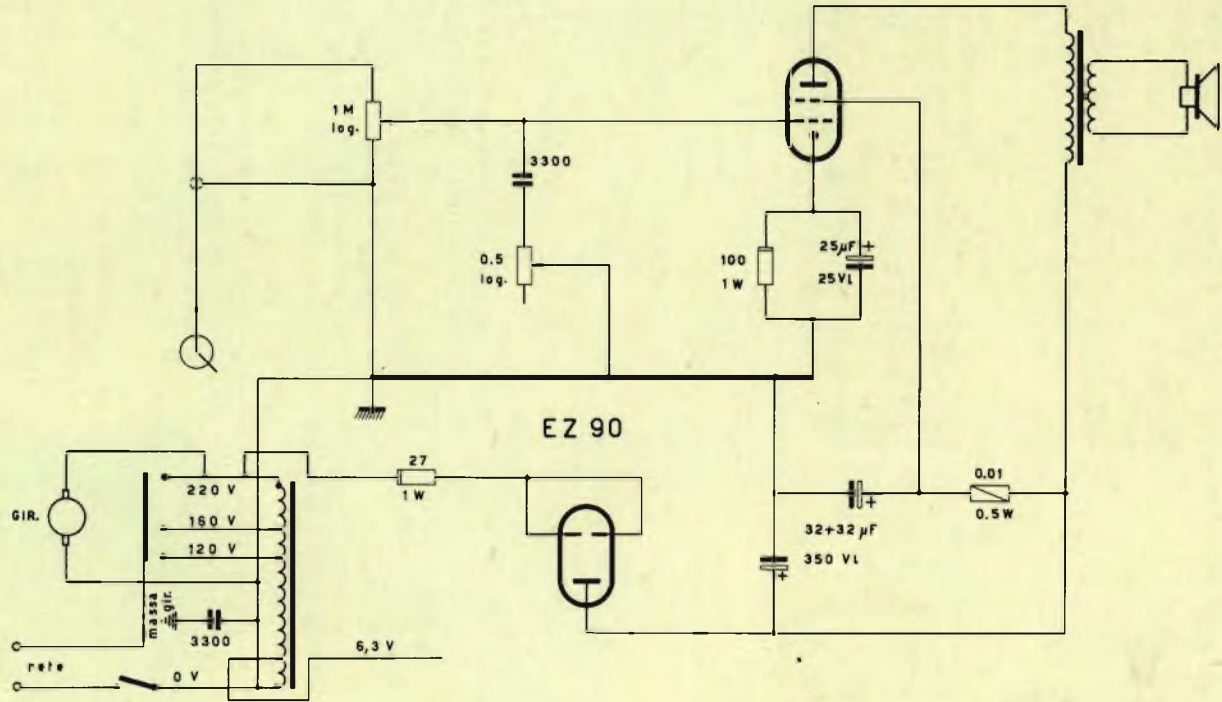 1M
log.
3300
0.5
log.
100
1W
25µF
+
25VL
EZ 90
27
1W
220 V
160 V
120 V
GIR.
massa
gir.
3300
rete
0 V
6,3 V
+
32+32 µF
350 VL
+
0.01
0.5W